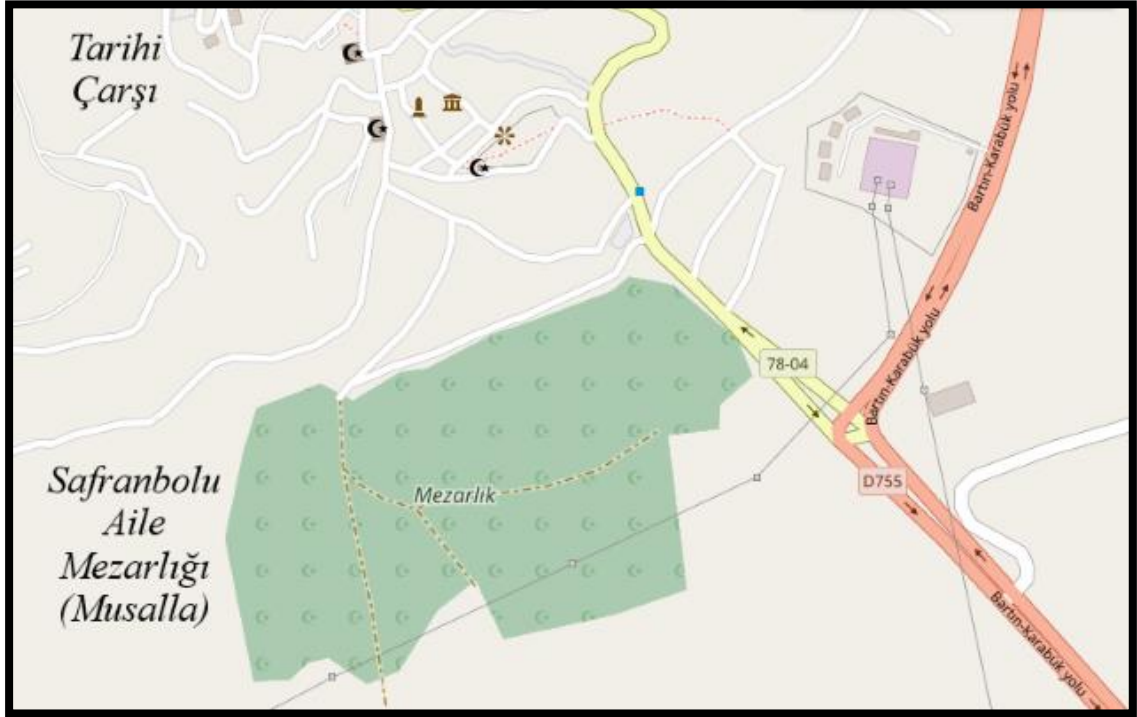 Tarihi
Çarşı
Bartın-Karabük yolu
Bartın-Karabük yolu
78-04
D755
Safranbolu
Aile
Mezarlığı
(Musalla)
Mezarlık
Bartın-Karabük yolu